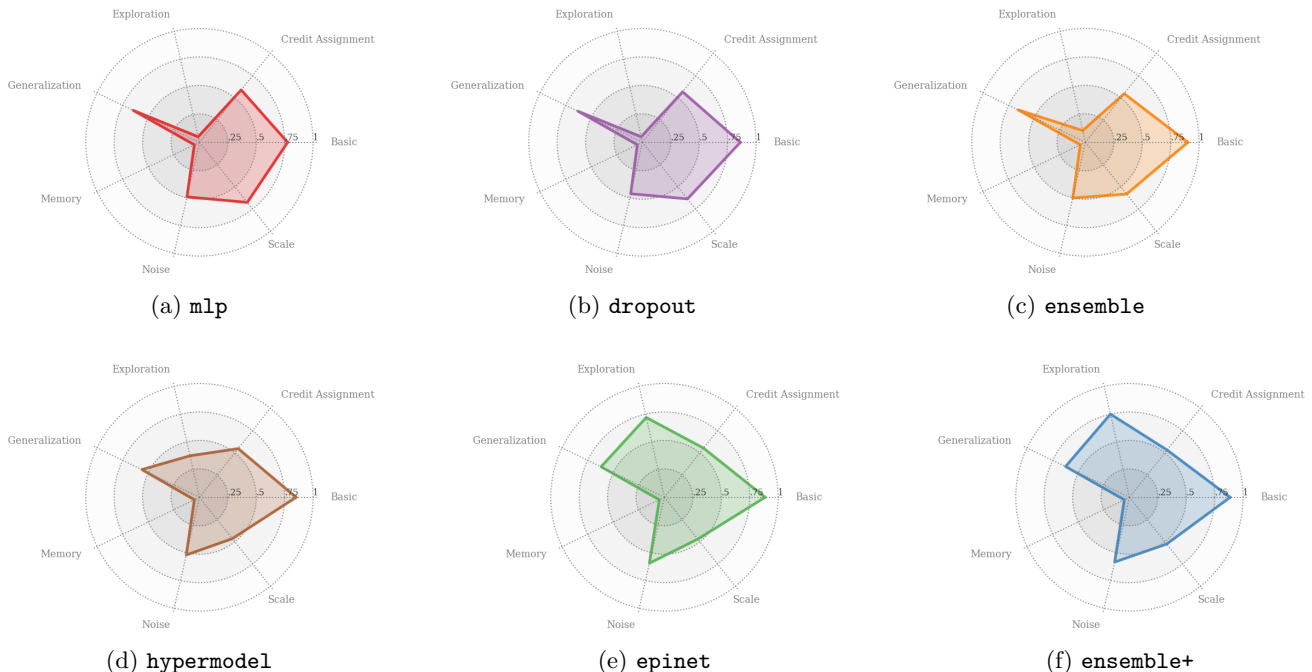 Exploration
Credit Assignment
Generalization
.25 .5 .75 1
Basic
Memory
Scale
Noise
(a) mlp
Exploration
Credit Assignment
Generalization
.25 .5 .75 1
Basic
Memory
Scale
Noise
(b) dropout
Exploration
Credit Assignment
Generalization
.25 .5 .75 1
Basic
Memory
Scale
Noise
(c) ensemble
Exploration
Credit Assignment
Generalization
.25 .5 .75 1
Basic
Memory
Scale
Noise
(d) hypermodel
Exploration
Credit Assignment
Generalization
.25 .5 .75 1
Basic
Memory
Scale
Noise
(e) epinet
Exploration
Credit Assignment
Generalization
.25 .5 .75 1
Basic
Memory
Scale
Noise
(f) ensemble+